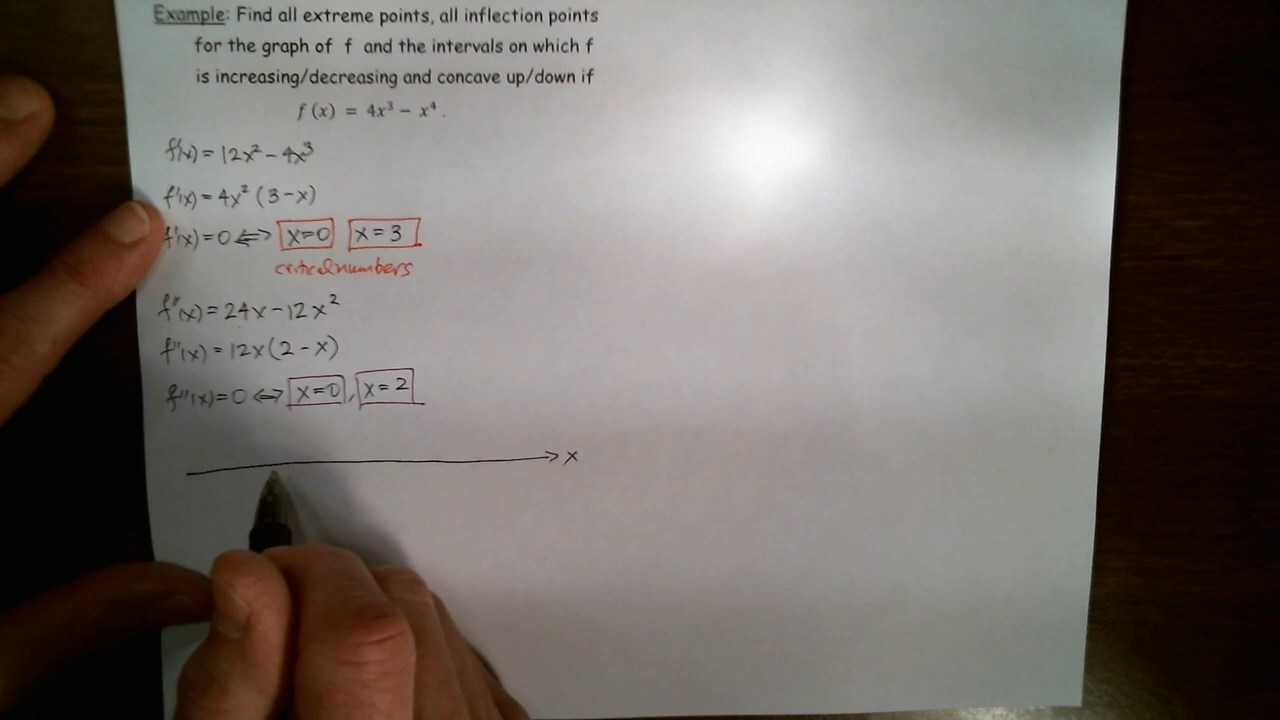 Example: Find all extreme points, all inflection points
for the graph of f and the intervals on which f
is increasing/decreasing and concave up/down if
f (x) = 4x³ − x⁴.
f'(x) = 12x² − 4x³
f'(x) = 4x² (3−x)
f'(x) = 0 ⇔ x=0 x=3
critical numbers
f''(x) = 24x − 12x²
f''(x) = 12x(2 − x)
f''(x) = 0 ⇔ x=0, x=2
x